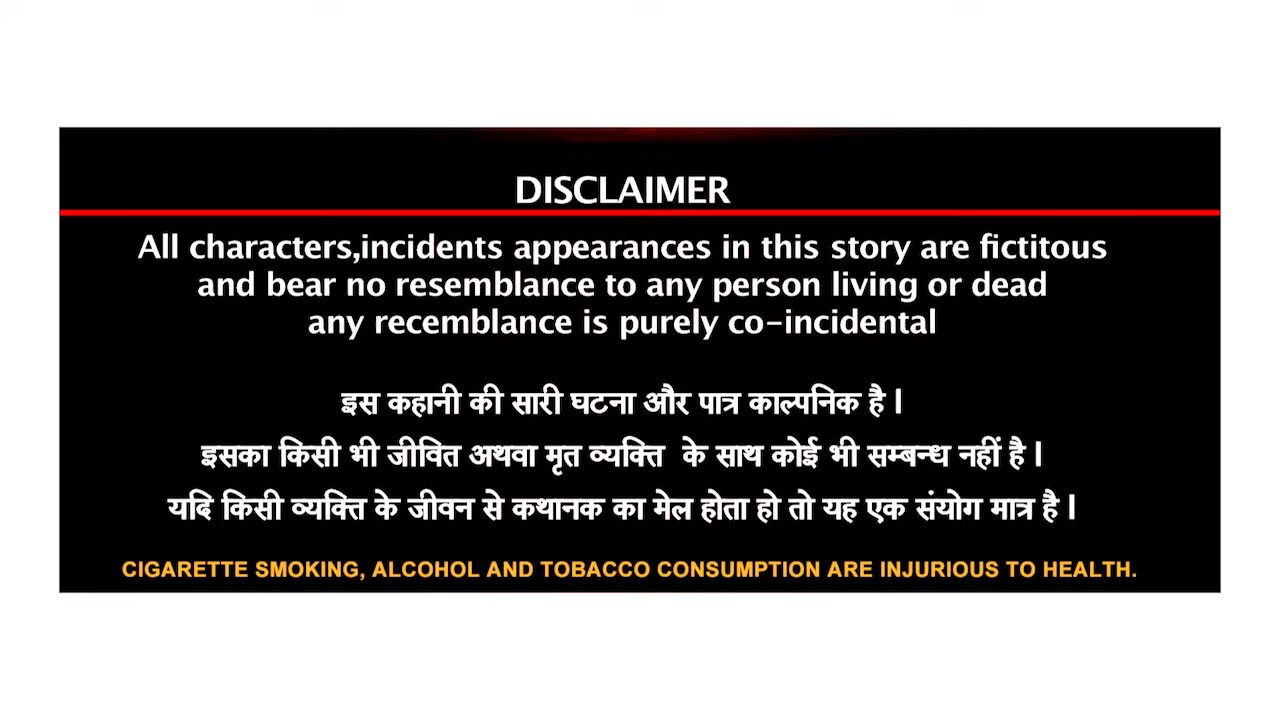 DISCLAIMER
All characters,incidents appearances in this story are fictitous
and bear no resemblance to any person living or dead
any recemblance is purely co-incidental
इस कहानी की सारी घटना और पात्र काल्पनिक है।
इसका किसी भी जीवित अथवा मृत व्यक्ति के साथ कोई भी सम्बन्ध नहीं है।
यदि किसी व्यक्ति के जीवन से कथानक का मेल होता हो तो यह एक संयोग मात्र है।
CIGARETTE SMOKING, ALCOHOL AND TOBACCO CONSUMPTION ARE INJURIOUS TO HEALTH.